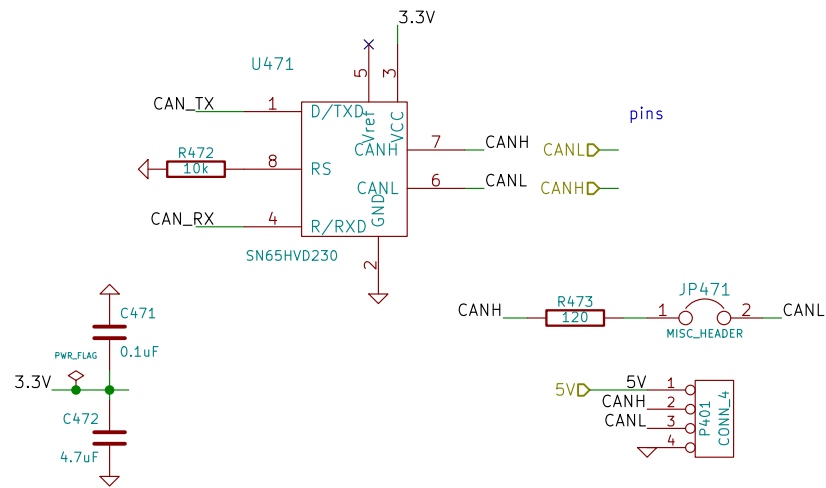 3.3V
U471
5
3
CAN_TX
1
D/TXD
Vref
VCC
pins
R472
10k
8
RS
CANH
7
CANH
CANL
CANL
6
CANL
CANH
CAN_RX
4
R/RXD
GND
SN65HVD230
2
C471
0.1uF
PWR_FLAG
3.3V
C472
4.7uF
CANH
R473
120
1
JP471
2
CANL
MISC_HEADER
5V
5V
1
CANH
2
CANL
3
4
P401
CONN_4